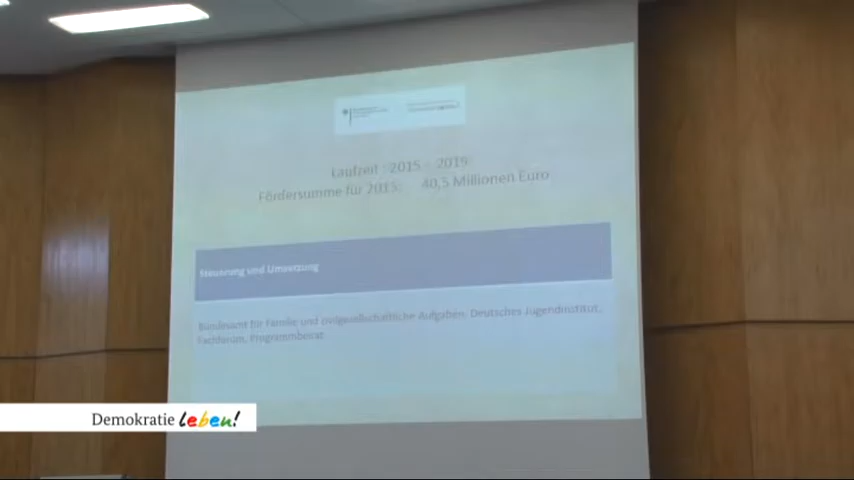 Laufzeit : 2015 - 2019
Fördersumme für 2015: 40,5 Millionen Euro
Steuerung und Umsetzung
Bundesamt für Familie und zivilgesellschaftliche Aufgaben, Deutsches Jugendinstitut,
Fachforum, Programmbeirat
Demokratie leben!